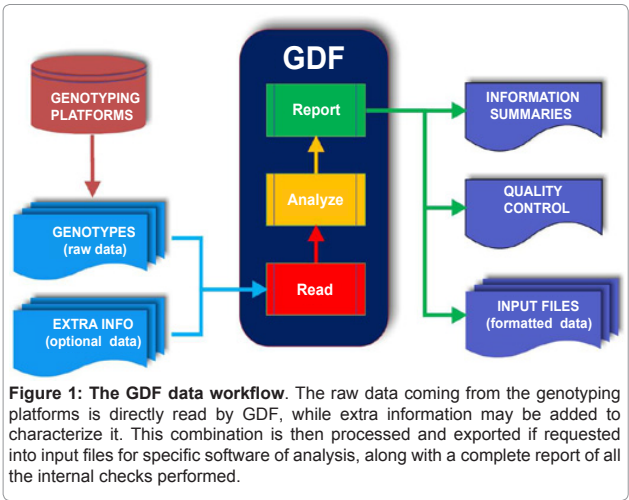 GDF
GENOTYPING
PLATFORMS
Report
INFORMATION
SUMMARIES
Analyze
QUALITY
CONTROL
GENOTYPES
(raw data)
Read
EXTRA INFO
(optional data)
INPUT FILES
(formatted data)
Figure 1: The GDF data workflow. The raw data coming from the genotyping
platforms is directly read by GDF, while extra information may be added to
characterize it. This combination is then processed and exported if requested
into input files for specific software of analysis, along with a complete report of all
the internal checks performed.